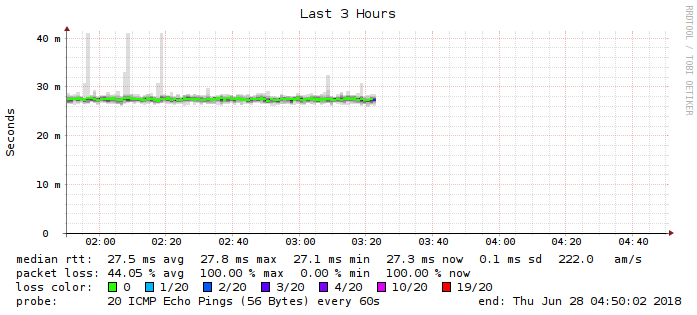 Last 3 Hours
RRDTOOL / TOBI OETIKER
Seconds
40 m
30 m
20 m
10 m
0
02:00 02:20 02:40 03:00 03:20 03:40 04:00 04:20 04:40
median rtt: 27.5 ms avg 27.8 ms max 27.1 ms min 27.3 ms now 0.1 ms sd 222.0 am/s
packet loss: 44.05 % avg 100.00 % max 0.00 % min 100.00 % now
loss color: 0 1/20 2/20 3/20 4/20 10/20 19/20
probe: 20 ICMP Echo Pings (56 Bytes) every 60s end: Thu Jun 28 04:50:02 2018